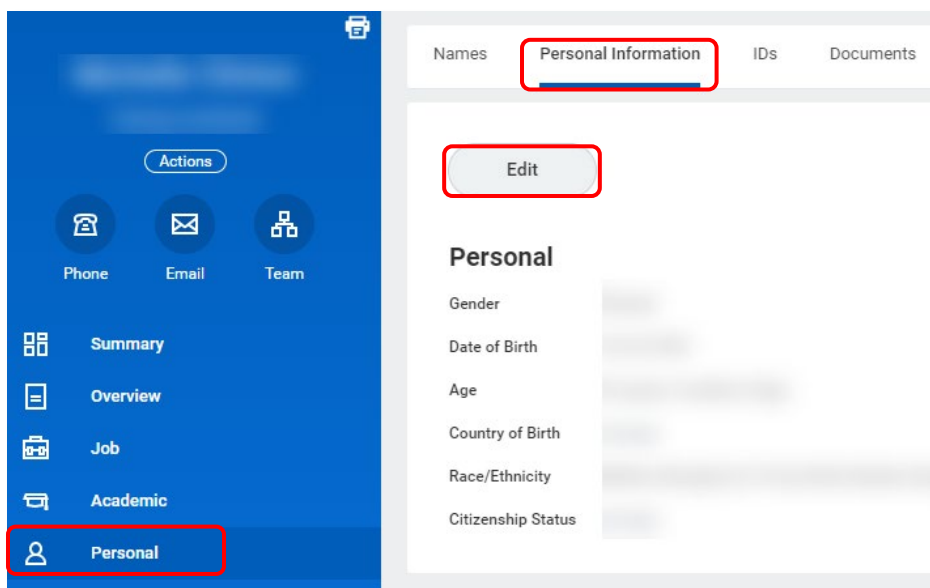 Actions
Phone Email Team
Summary
Overview
Job
Academic
Personal
Names Personal Information IDs Documents
Edit
Personal
Gender
Date of Birth
Age
Country of Birth
Race/Ethnicity
Citizenship Status